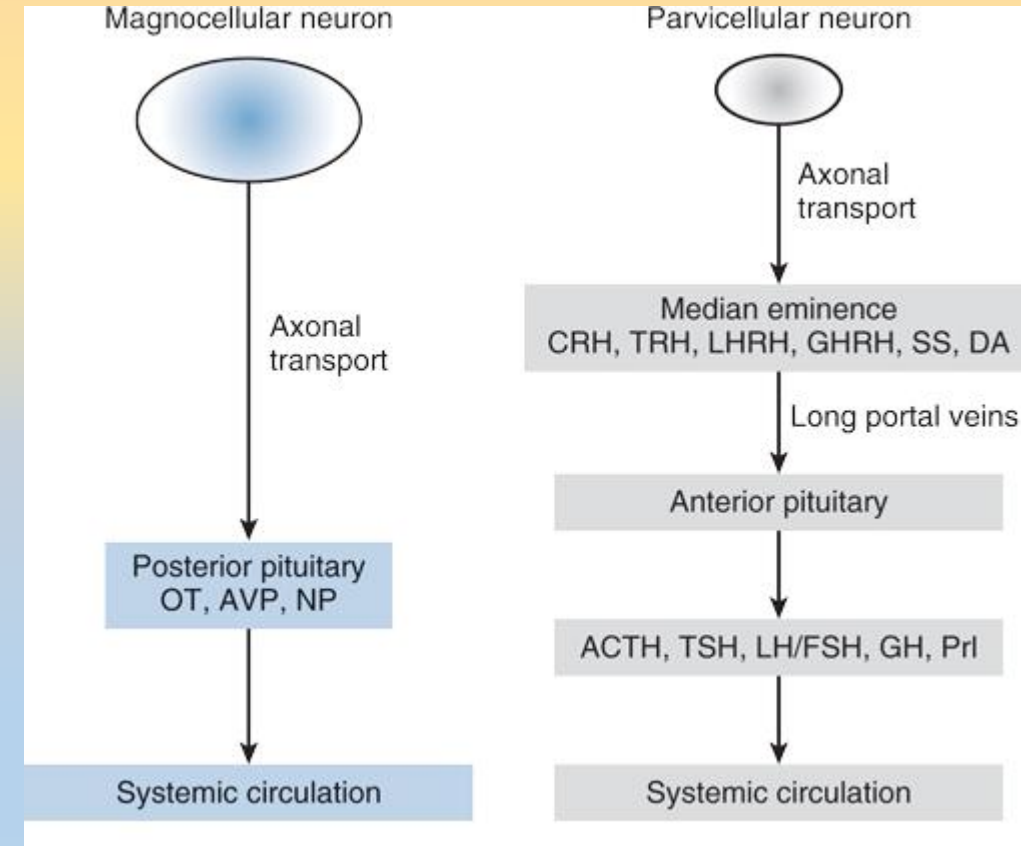 Magnocellular neuron
Axonal
transport
Posterior pituitary
OT, AVP, NP
Systemic circulation
Parvicellular neuron
Axonal
transport
Median eminence
CRH, TRH, LHRH, GHRH, SS, DA
Long portal veins
Anterior pituitary
ACTH, TSH, LH/FSH, GH, Prl
Systemic circulation